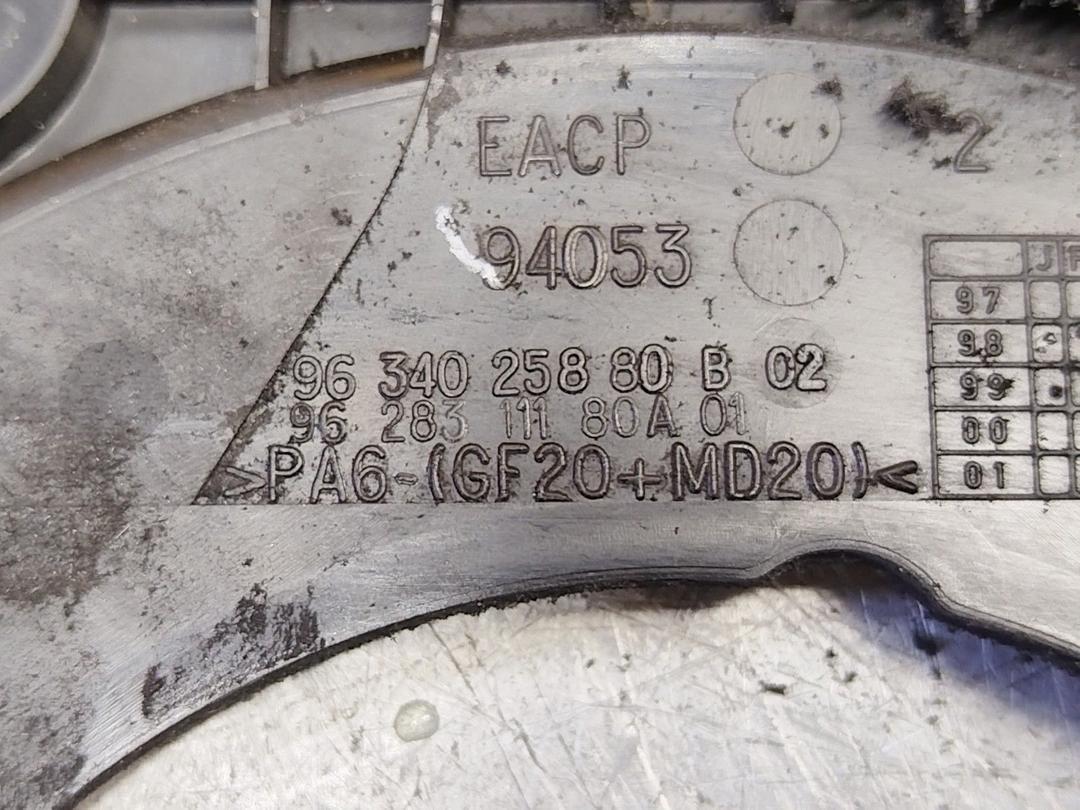 EACP
2
94053
96 340 258 80 B 02
96 283 111 80A 01
>PA6-(GF20+MD20)<
J F
97
98
99
00
01